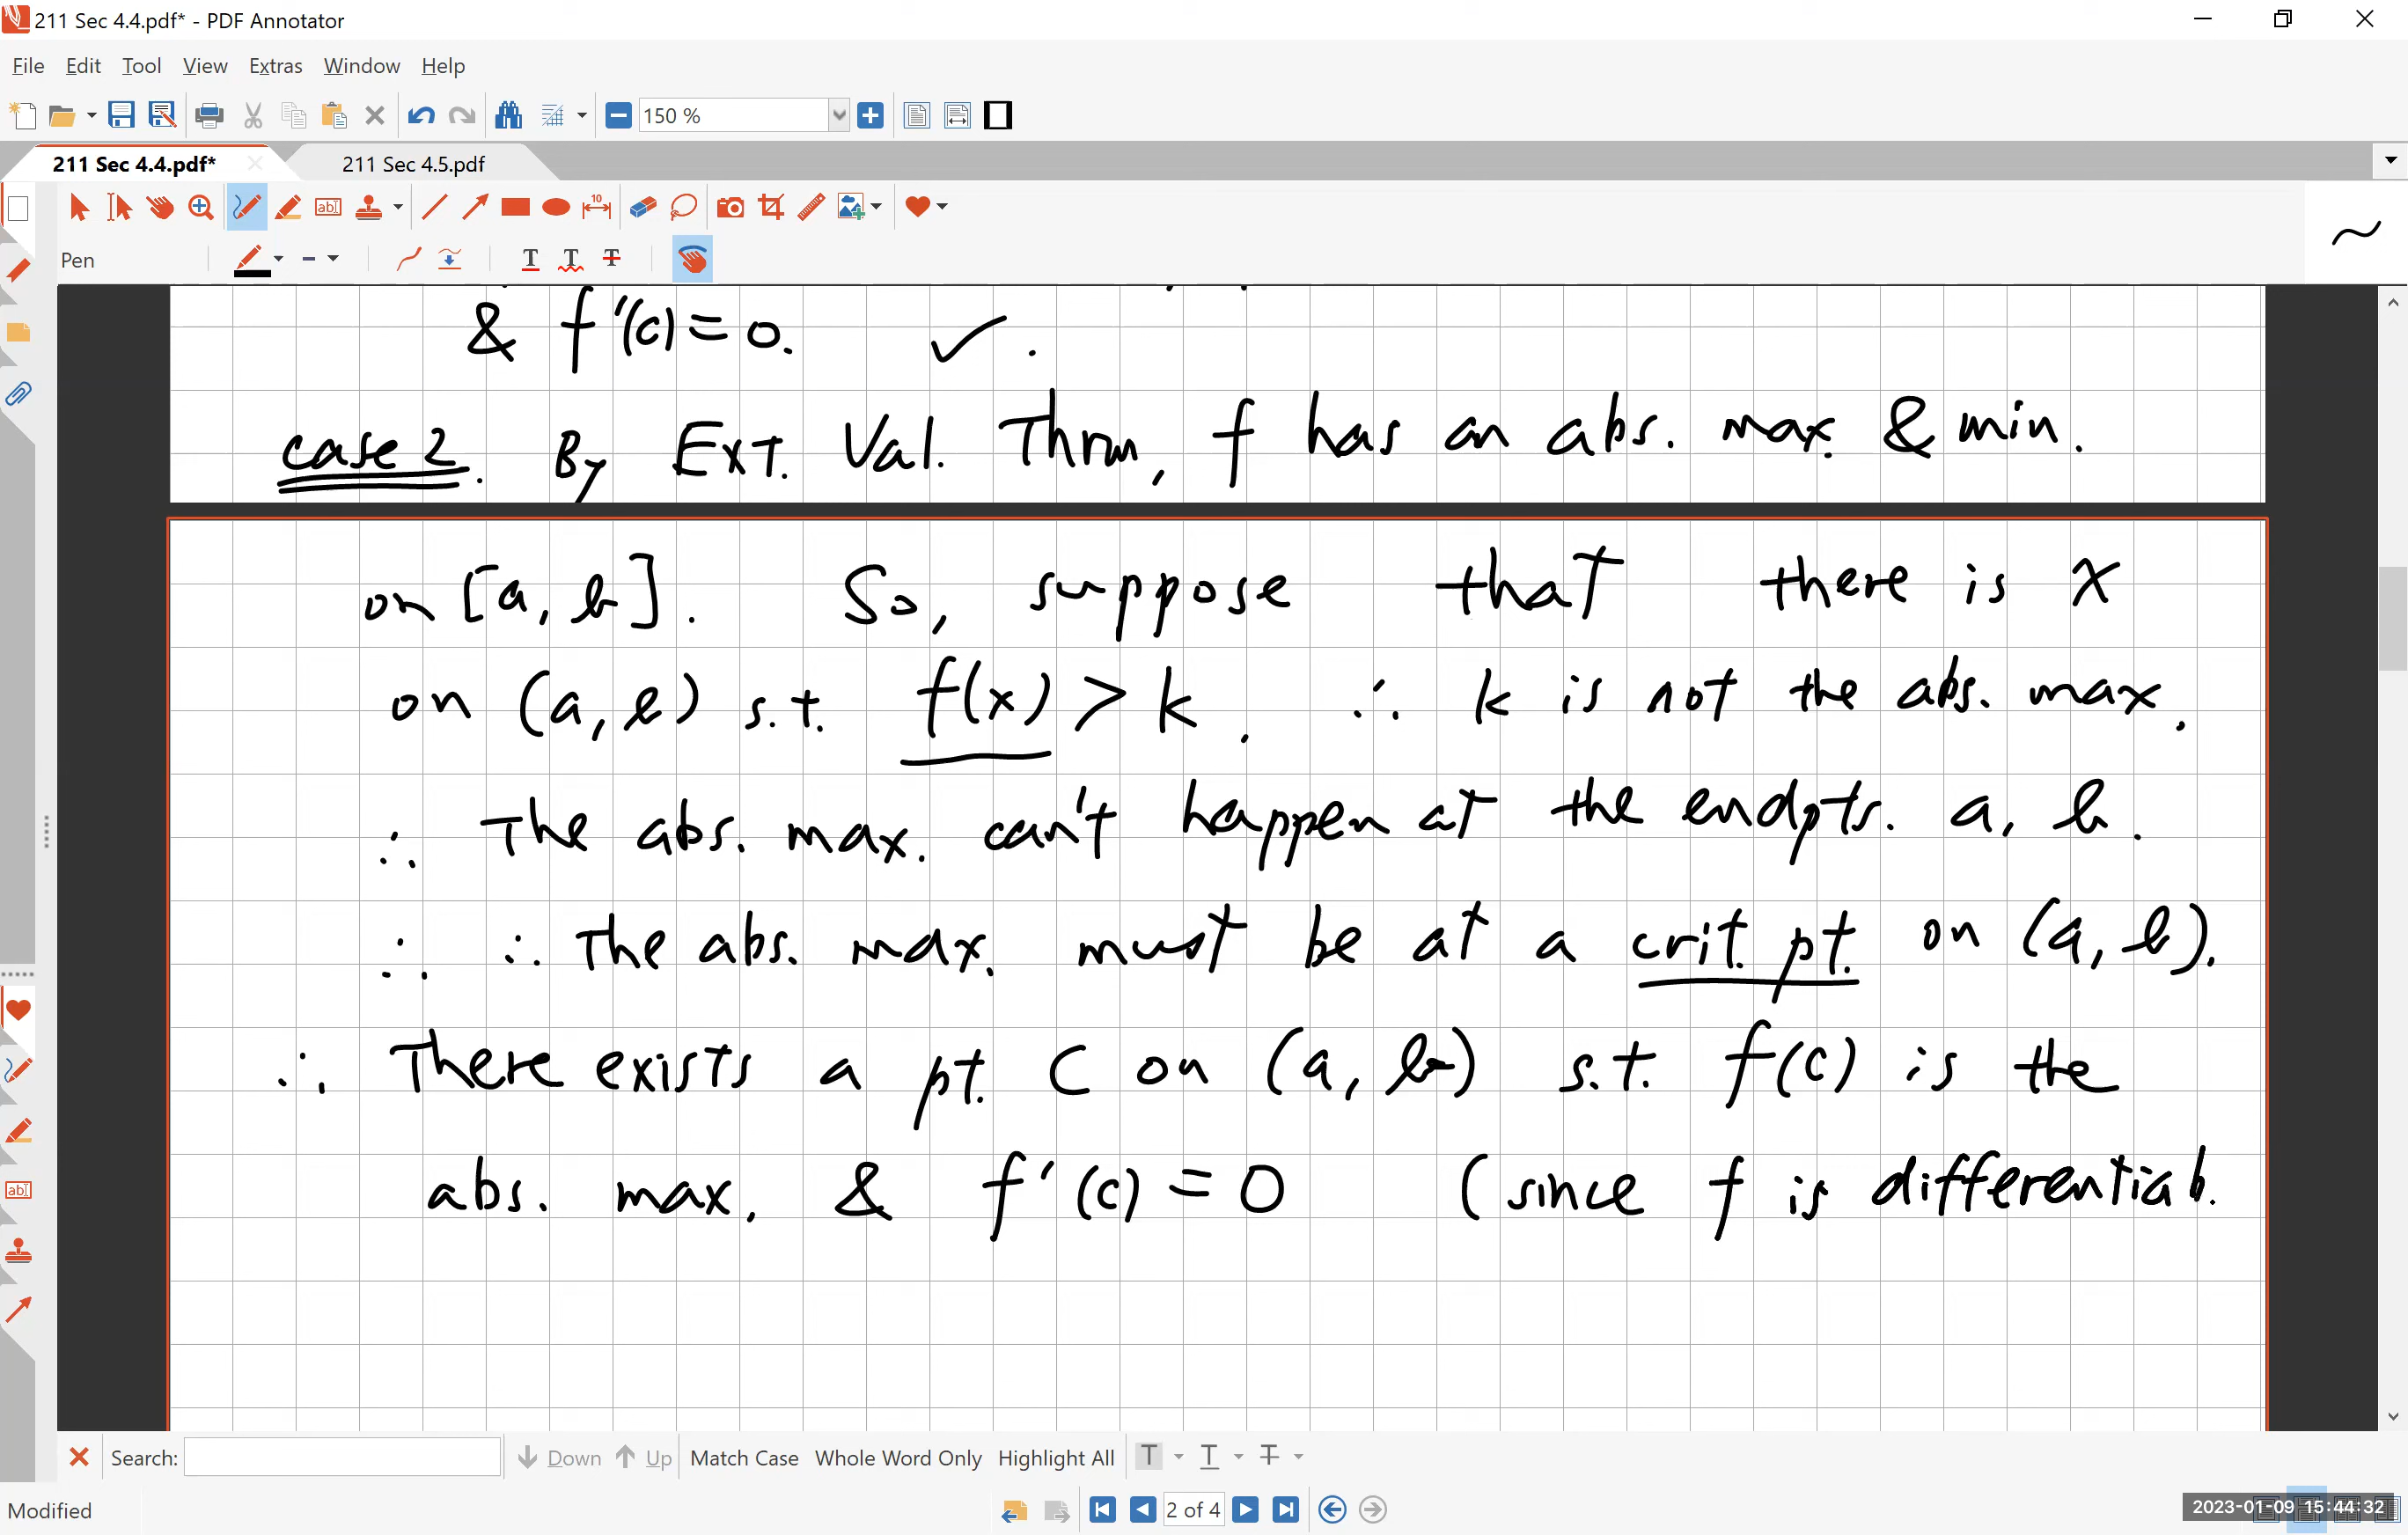 211 Sec 4.4.pdf* - PDF Annotator
File Edit Tool View Extras Window Help
150 %
211 Sec 4.4.pdf* 211 Sec 4.5.pdf
Pen
& f'(c) = 0. ✓.
case 2. By Ext. Val. Thrm, f has an abs. max & min.
on [a, b]. So, suppose that there is x
on (a, b) s.t. f(x) > k. ∴ k is not the abs. max.
∴ The abs. max. can't happen at the endpts. a, b.
∴ ∴ The abs. max. must be at a crit. pt. on (a, b).
∴ There exists a pt. c on (a, b) s.t. f(c) is the
abs. max. & f'(c) = 0 (since f is differentiab.
Search: Down Up Match Case Whole Word Only Highlight All
2 of 4
Modified
2023-01-09 15:44:32